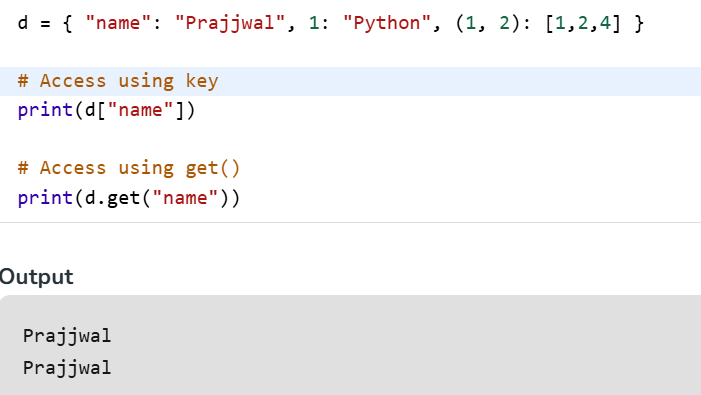 d = { "name": "Prajjwal", 1: "Python", (1, 2): [1,2,4] }
# Access using key
print(d["name"])
# Access using get()
print(d.get("name"))
Output
Prajjwal
Prajjwal